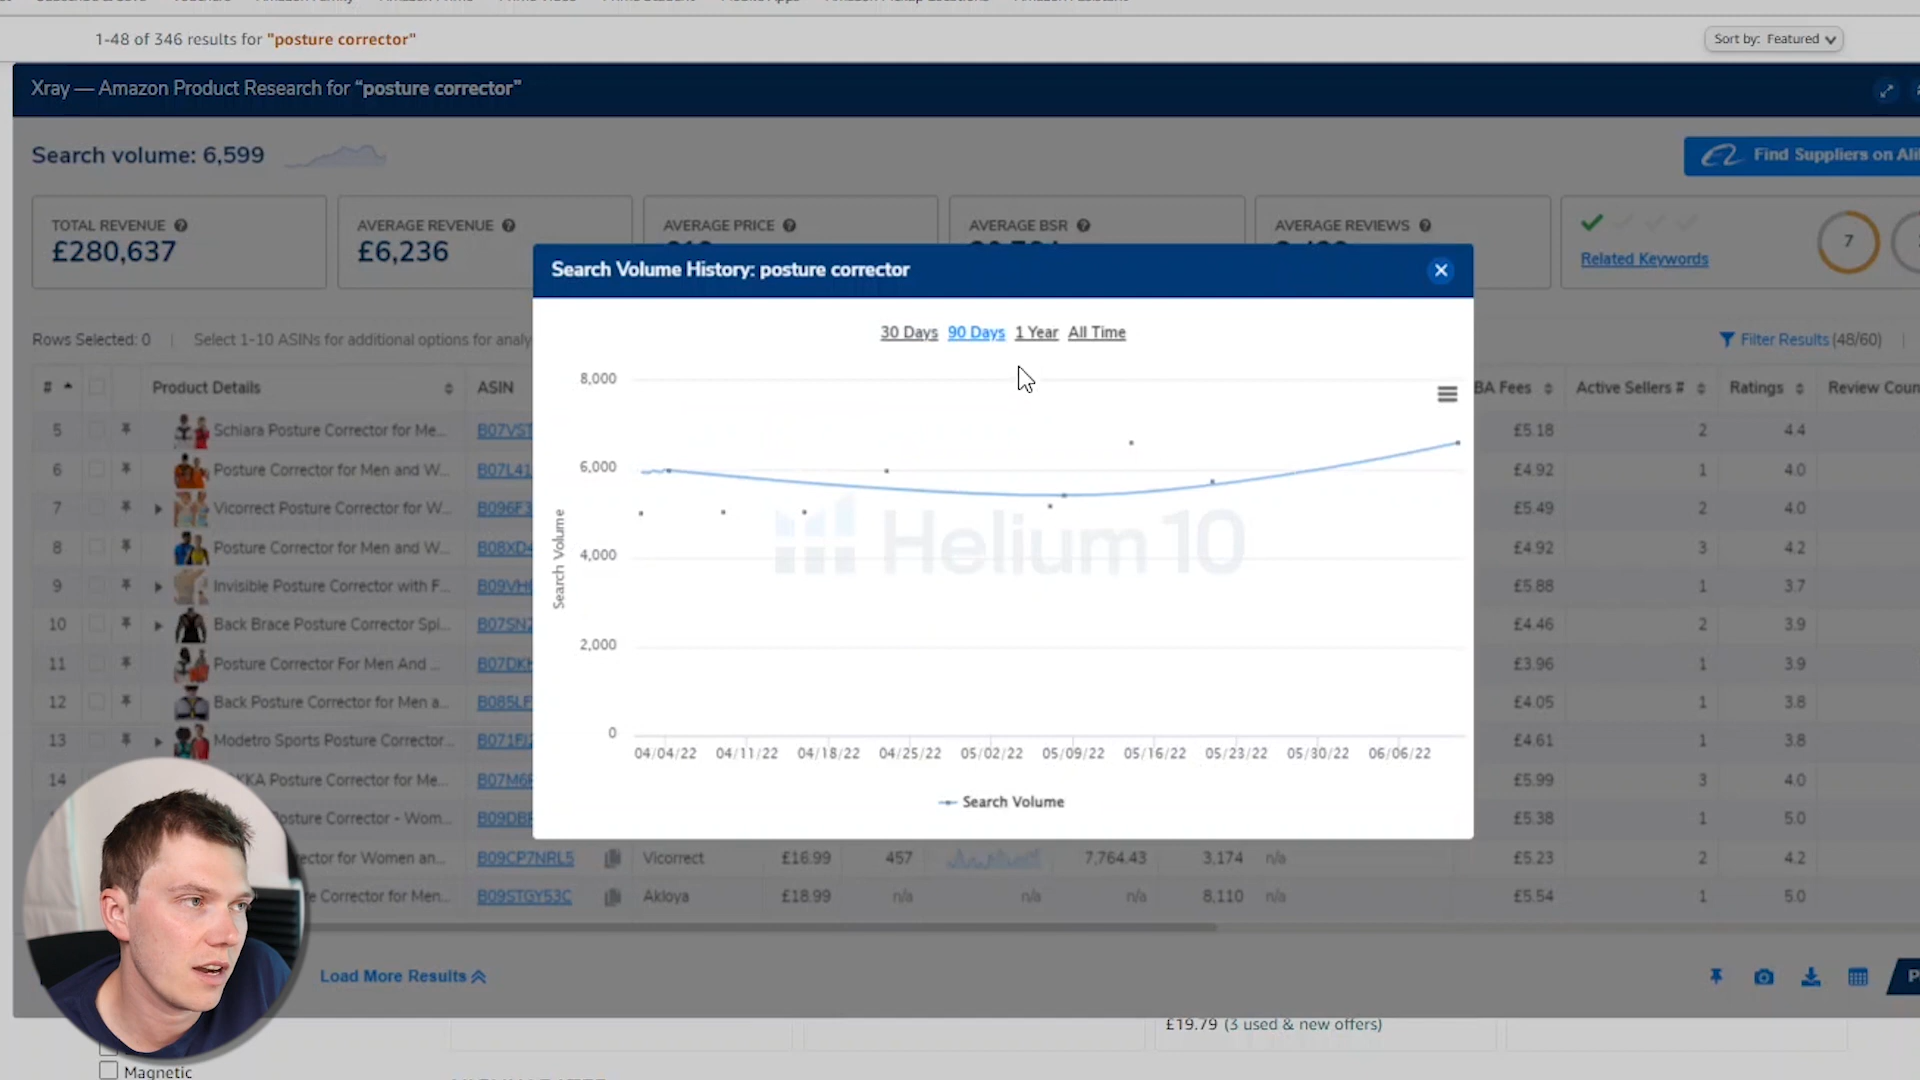 1-48 of 346 results for "posture corrector"
Sort by: Featured
Xray — Amazon Product Research for “posture corrector”
Search volume: 6,599
Find Suppliers on
TOTAL REVENUE
£280,637
AVERAGE REVENUE
£6,236
AVERAGE PRICE
AVERAGE BSR
AVERAGE REVIEWS
Related Keywords
7
Search Volume History: posture corrector
30 Days 90 Days 1 Year All Time
Rows Selected: 0 | Select 1-10 ASINs for additional options for
Filter Results (48/60)
# Product Details ASIN
Fees Active Sellers # Ratings Review
5 Schiara Posture Corrector for Me... B07VST £5.18 2 4.4
6 Posture Corrector for Men and W... B07L41 £4.92 1 4.0
7 Vicorrect Posture Corrector for W... B096F3 £5.49 2 4.0
8 Posture Corrector for Men and W... B08XD4 £4.92 3 4.2
9 Invisible Posture Corrector with F... £5.88 1 3.7
10 Back Brace Posture Corrector Spi... £4.46 2 3.9
11 Posture Corrector For Men And ... £3.96 1 3.9
12 Back Posture Corrector for Men a... £4.05 1 3.8
13 Modetro Sports Posture Corrector... £4.61 1 3.8
14 Posture Corrector for Me... £5.99 3 4.0
Corrector - Wom... £5.38 1 5.0
for Women an... B09CP7NRL5 Vicorrect £16.99 457 7,764.43 3,174 n/a £5.23 2 4.2
Corrector for Men... B09STGY53C Akloya £18.99 n/a n/a n/a 8,110 n/a £5.54 1 5.0
8,000
6,000
4,000
2,000
0
Search Volume
Helium 10
04/04/22 04/11/22 04/18/22 04/25/22 05/02/22 05/09/22 05/16/22 05/23/22 05/30/22 06/06/22
Search Volume
Load More Results
£19.79 (3 used & new offers)
Magnetic